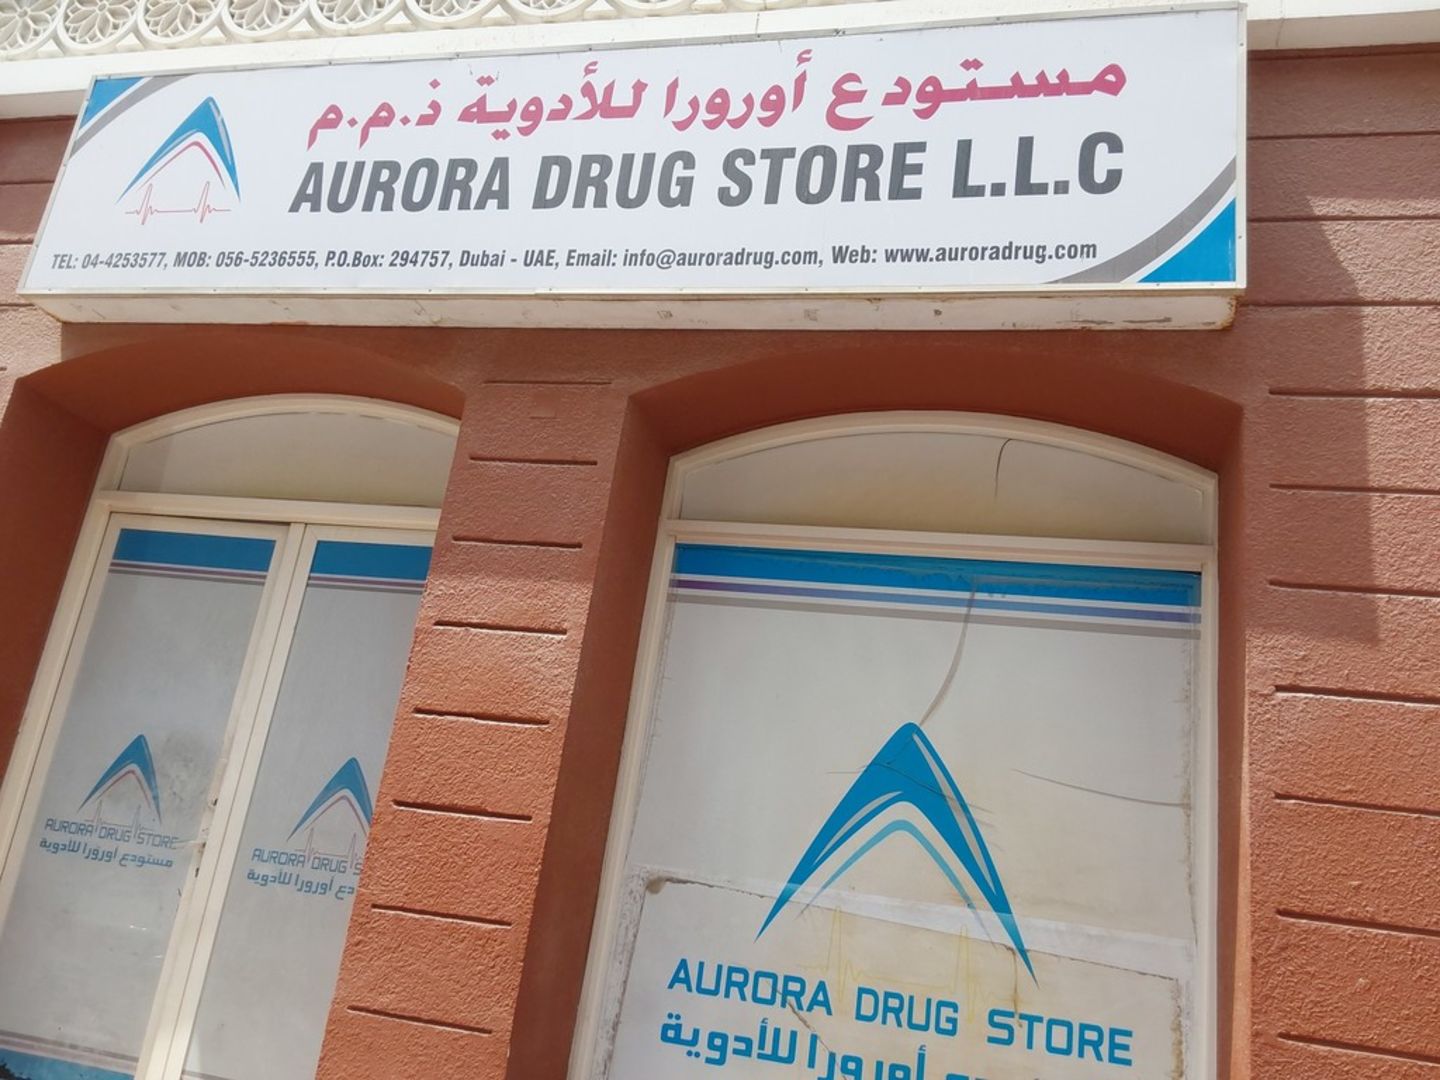 مستودع أورورا للأدوية ذ.م.م
AURORA DRUG STORE L.L.C
TEL: 04-4253577, MOB: 056-5236555, P.O.Box: 294757, Dubai - UAE, Email: info@auroradrug.com, Web: www.auroradrug.com
AURORA DRUG STORE
مستودع أورورا للأدوية
AURORA DRUG
أورورا للأدوية
AURORA DRUG STORE
أورورا للأدوية